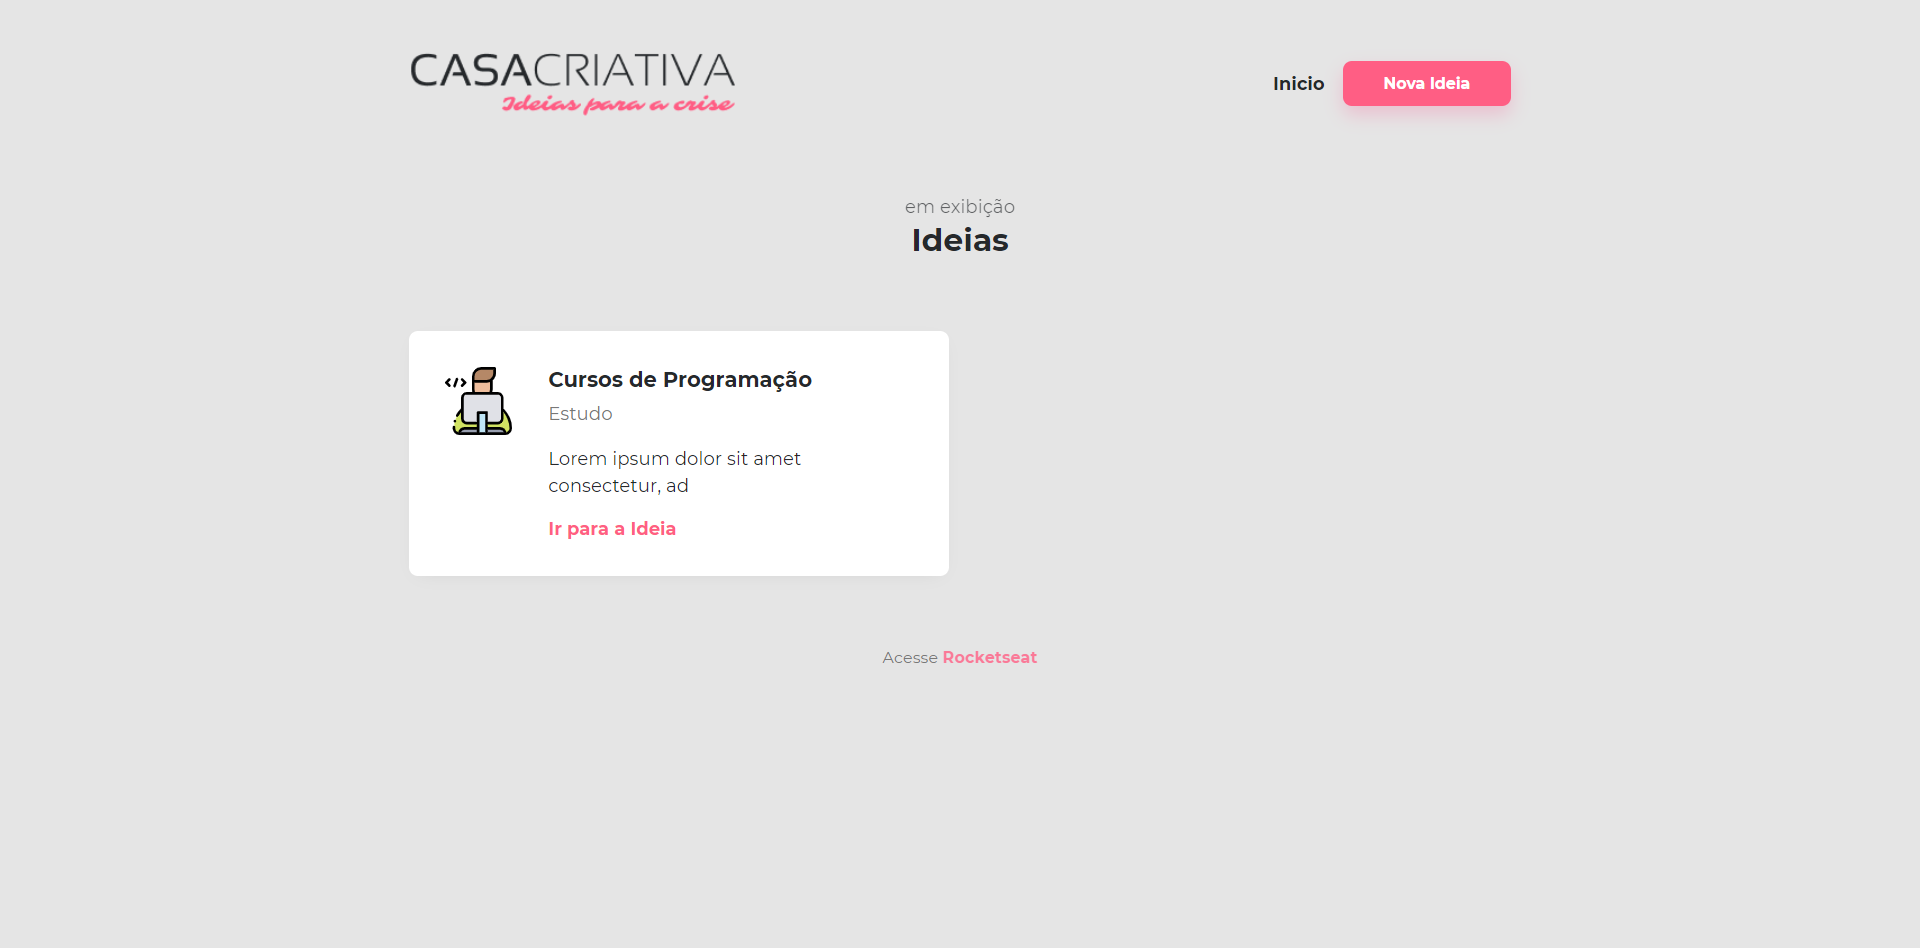 CASACRIATIVA
Ideias para a crise
Inicio
Nova Ideia
em exibição
Ideias
</>
Cursos de Programação
Estudo
Lorem ipsum dolor sit amet
consectetur, ad
Ir para a Ideia
Acesse Rocketseat